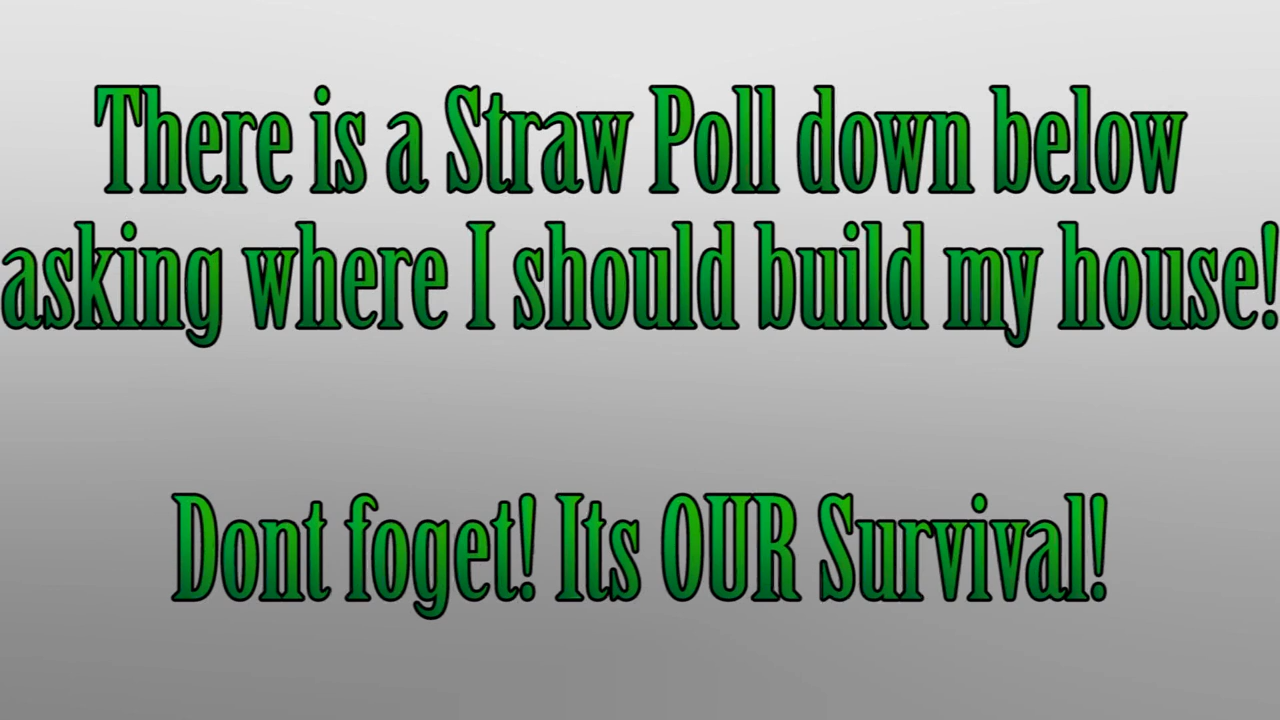 There is a Straw Poll down below
asking where I should build my house!
Dont foget! Its OUR Survival!